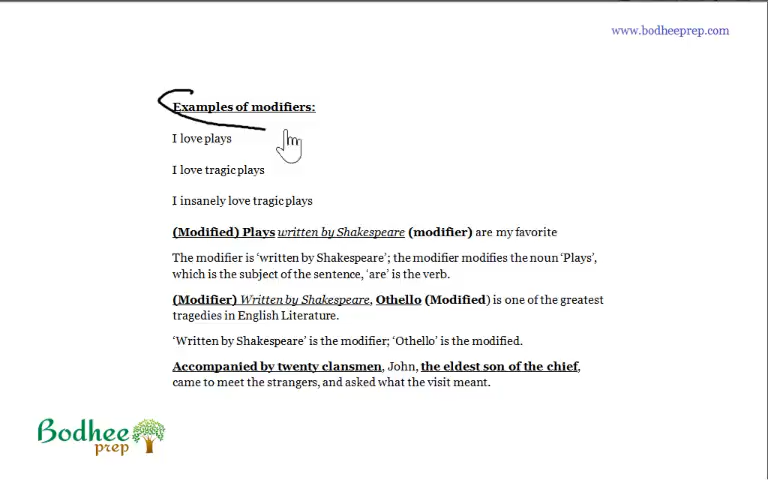 www.bodheeprep.com
Examples of modifiers:
I love plays
I love tragic plays
I insanely love tragic plays
(Modified) Plays written by Shakespeare (modifier) are my favorite
The modifier is ‘written by Shakespeare’; the modifier modifies the noun ‘Plays’,
which is the subject of the sentence, ‘are’ is the verb.
(Modifier) Written by Shakespeare, Othello (Modified) is one of the greatest
tragedies in English Literature.
‘Written by Shakespeare’ is the modifier; ‘Othello’ is the modified.
Accompanied by twenty clansmen, John, the eldest son of the chief,
came to meet the strangers, and asked what the visit meant.
Bodhee
prep